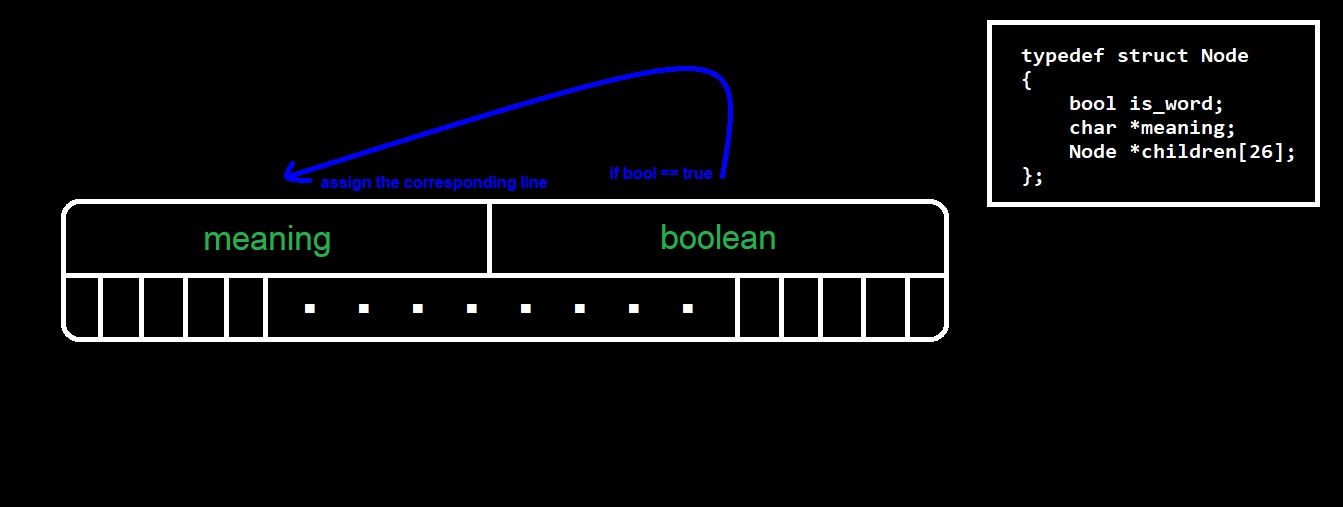 typedef struct Node
{
    bool is_word;
    char *meaning;
    Node *children[26];
};
if bool == true
assign the corresponding line
meaning
boolean